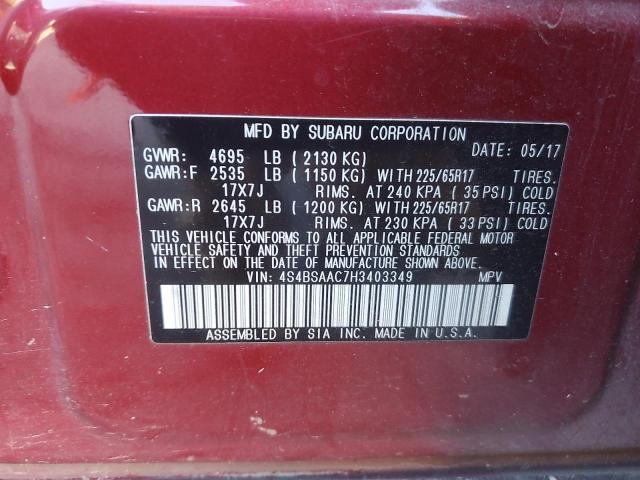 MFD BY SUBARU CORPORATION
GVWR: 4695 LB ( 2130 KG) DATE: 05/17
GAWR:F 2535 LB ( 1150 KG) WITH 225/65R17 TIRES.
17X7J RIMS. AT 240 KPA ( 35 PSI) COLD
GAWR:R 2645 LB ( 1200 KG) WITH 225/65R17 TIRES.
17X7J RIMS. AT 230 KPA ( 33 PSI) COLD
THIS VEHICLE CONFORMS TO ALL APPLICABLE FEDERAL MOTOR
VEHICLE SAFETY AND THEFT PREVENTION STANDARDS IN
EFFECT ON THE DATE OF MANUFACTURE SHOWN ABOVE.
VIN: 4S4BSAAC7H3403349 MPV
ASSEMBLED BY SIA INC. MADE IN U.S.A.